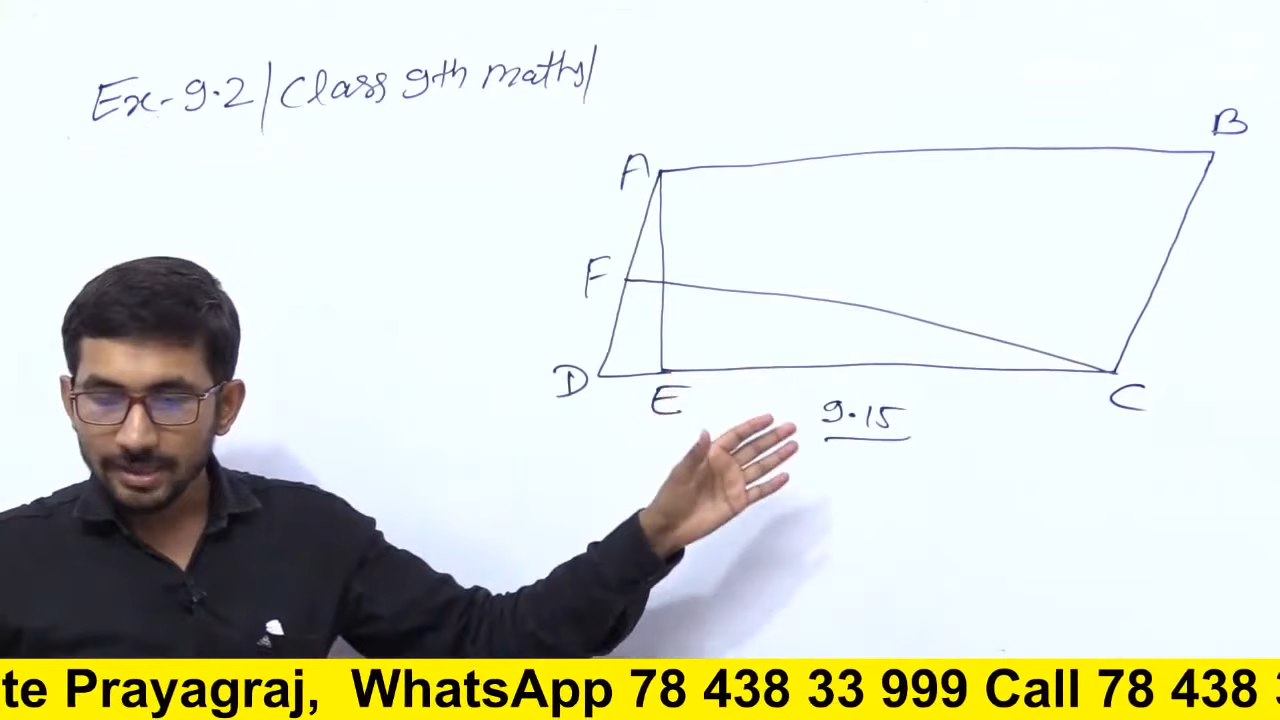 Ex-9.2 | Class 9th maths |
B
A
F
D
E
C
9.15
te Prayagraj, WhatsApp 78 438 33 999 Call 78 438